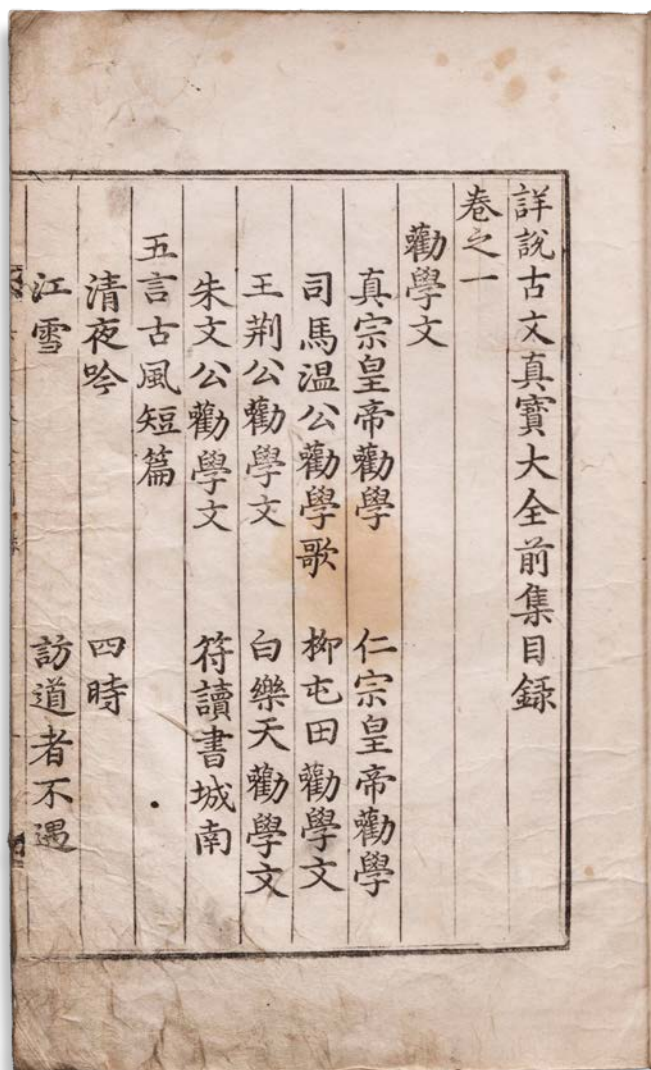 詳說古文真寳大全前集目録
卷之一
勸學文
真宗皇帝勸學 仁宗皇帝勸學
司馬温公勸學歌 柳屯田勸學文
王荆公勸學文 白樂天勸學文
朱文公勸學文 符讀書城南
五言古風短篇
清夜吟 四時
江雪 訪道者不遇